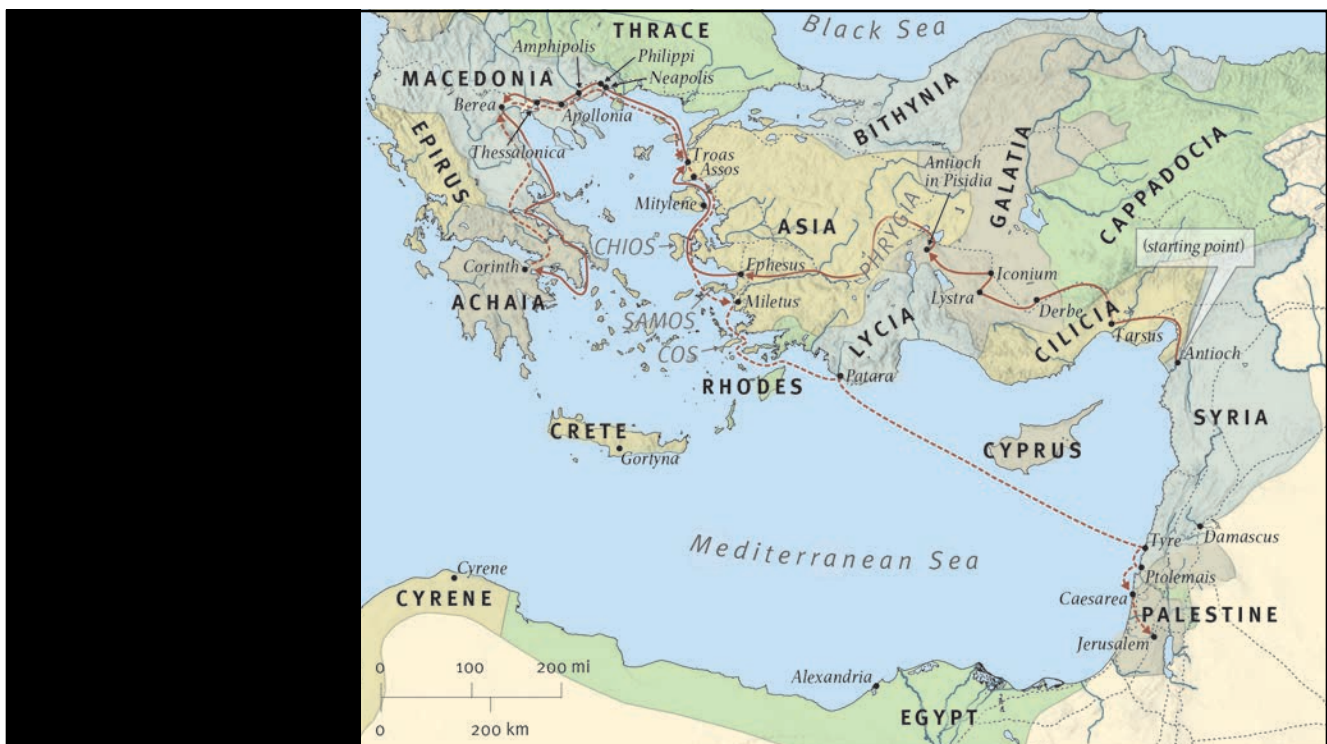 Black Sea
THRACE
Amphipolis
Philippi
Neapolis
MACEDONIA
Berea
Apollonia
Thessalonica
EPIRUS
BITHYNIA
GALATIA
CAPPADOCIA
Troas
Assos
Antioch
in Pisidia
Mitylene
ASIA
PHRYGIA
(starting point)
CHIOS
Corinth
Ephesus
Iconium
ACHAIA
Miletus
Lystra
Derbe
SAMOS
CILICIA
Tarsus
COS
LYCIA
Antioch
RHODES
Patara
SYRIA
CRETE
Gortyna
CYPRUS
Mediterranean Sea
Damascus
Tyre
Cyrene
Ptolemais
CYRENE
Caesarea
PALESTINE
Jerusalem
0 100 200 mi
Alexandria
0 200 km
EGYPT